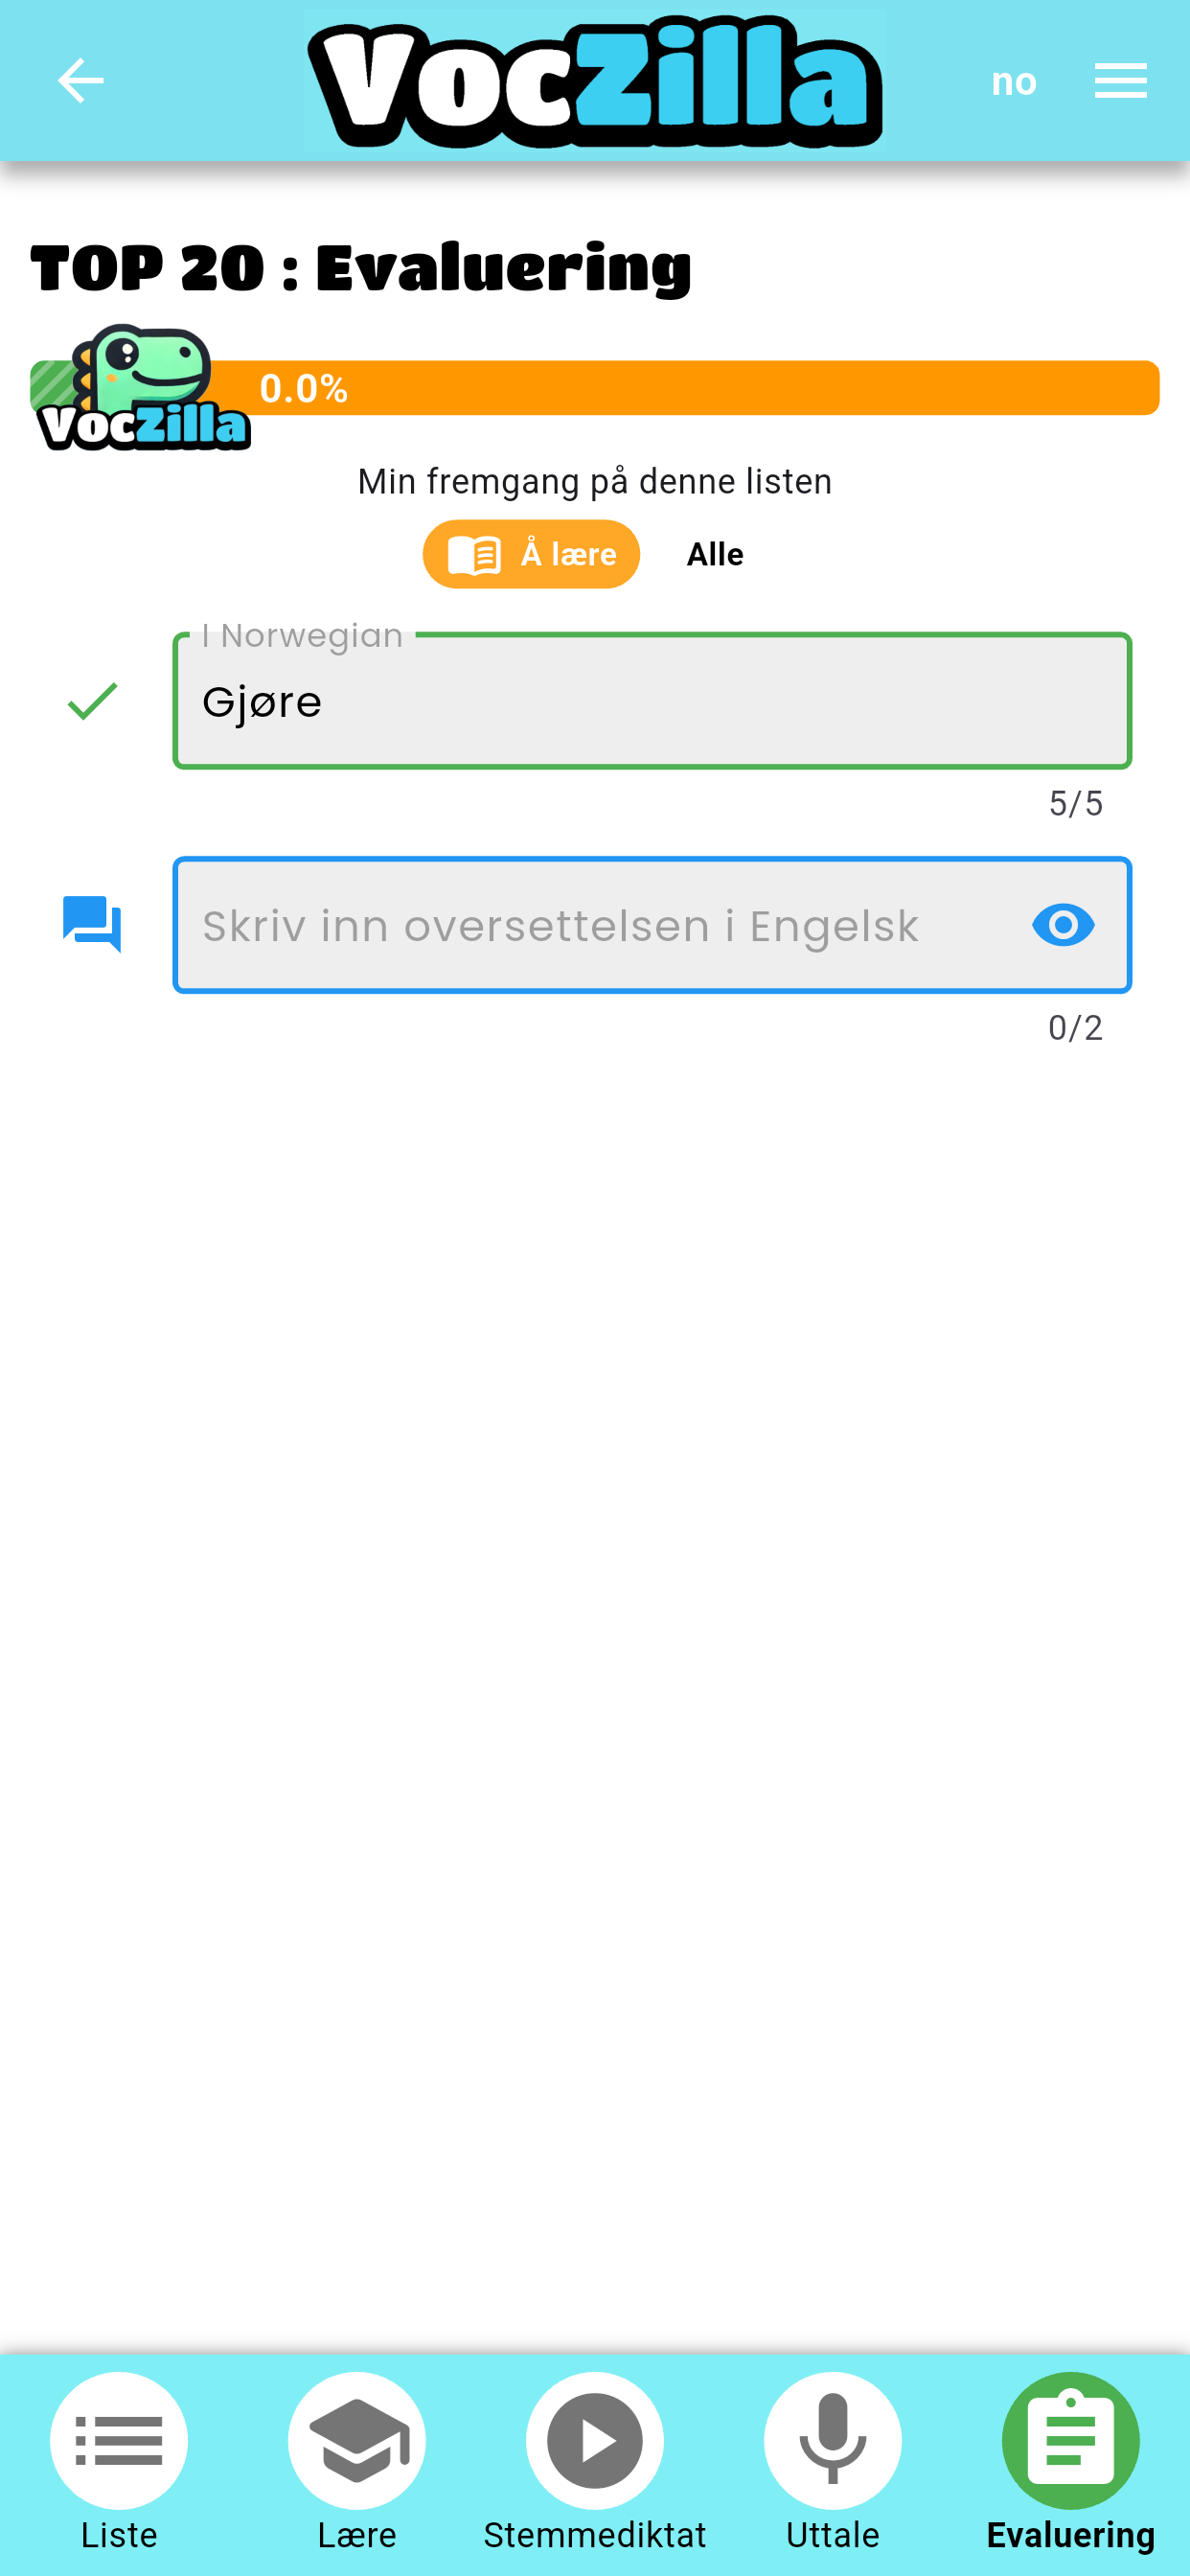 VocZilla
no
TOP 20 : Evaluering
0.0%
VocZilla
Min fremgang på denne listen
Å lære Alle
I Norwegian
Gjøre
5/5
Skriv inn oversettelsen i Engelsk
0/2
Liste Lære Stemmediktat Uttale Evaluering